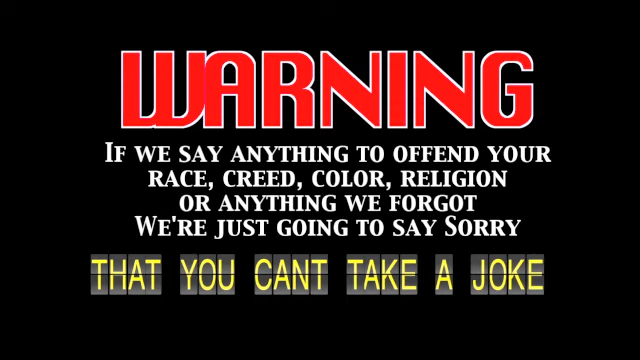 WARNING
IF WE SAY ANYTHING TO OFFEND YOUR
RACE, CREED, COLOR, RELIGION
OR ANYTHING WE FORGOT
WE'RE JUST GOING TO SAY SORRY
THAT YOU CANT TAKE A JOKE